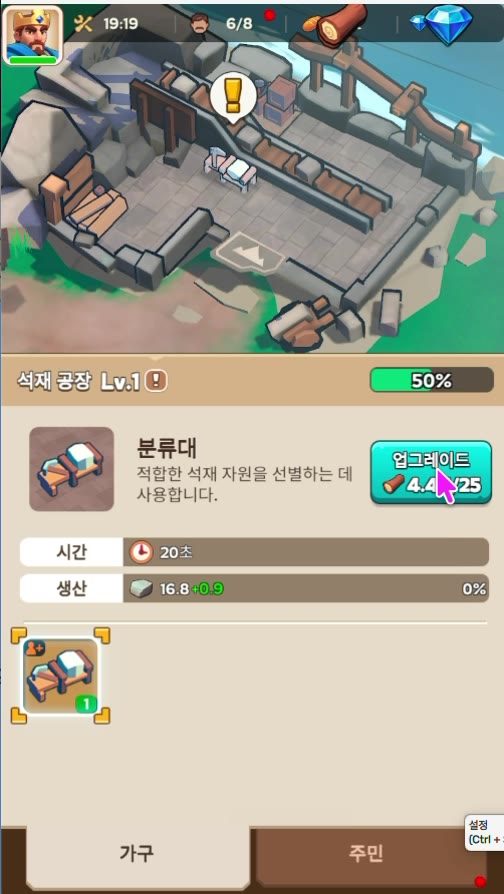 19:19
6/8
석재 공장 Lv.1
50%
분류대
적합한 석재 자원을 선별하는 데
사용합니다.
업그레이드
/25
시간
20초
생산
16.8+0.9
0%
1
가구
주민
설정
(Ctrl +